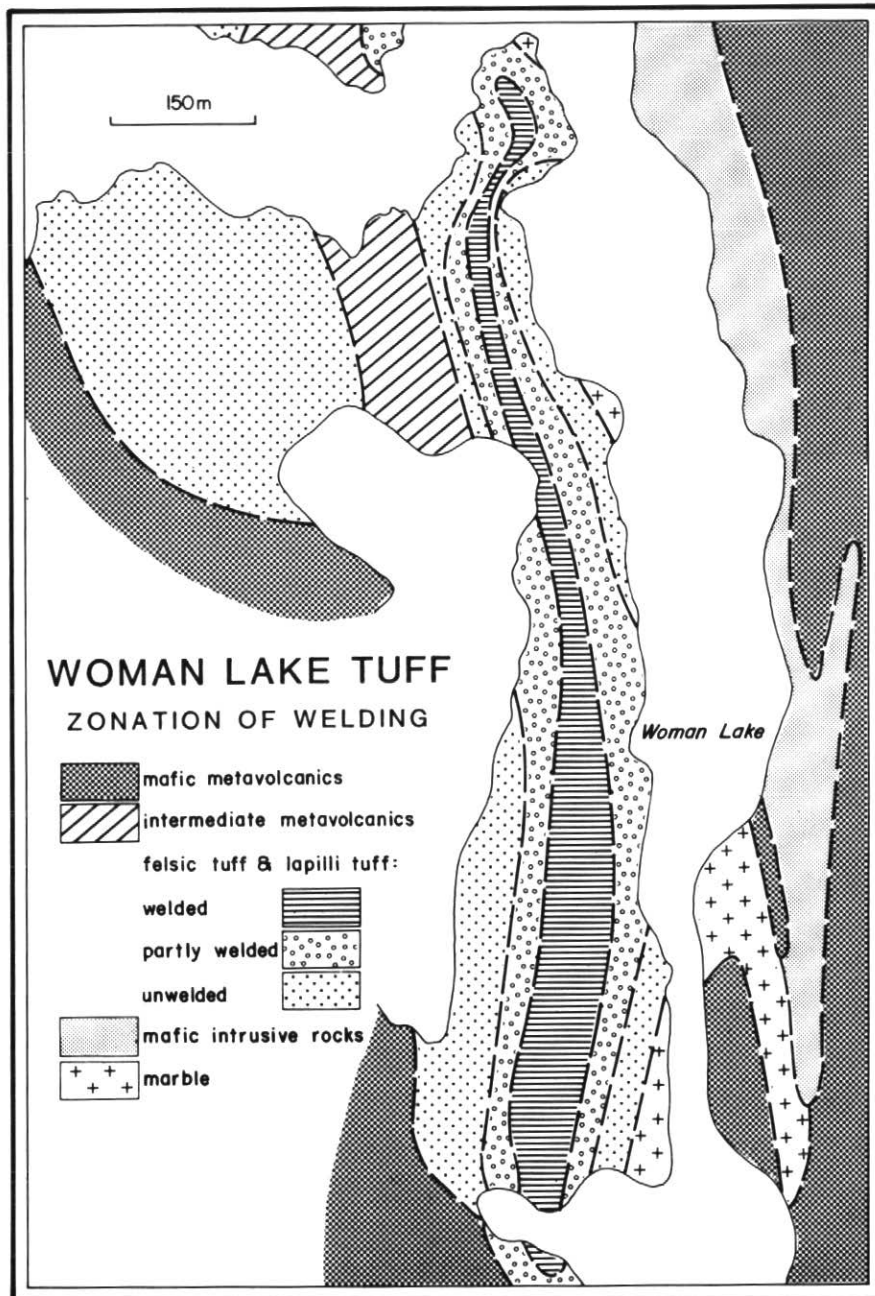 150m
WOMAN LAKE TUFF
ZONATION OF WELDING
Woman Lake
mafic metavolcanics
intermediate metavolcanics
felsic tuff & lapilli tuff:
welded
partly welded
unwelded
mafic intrusive rocks
marble